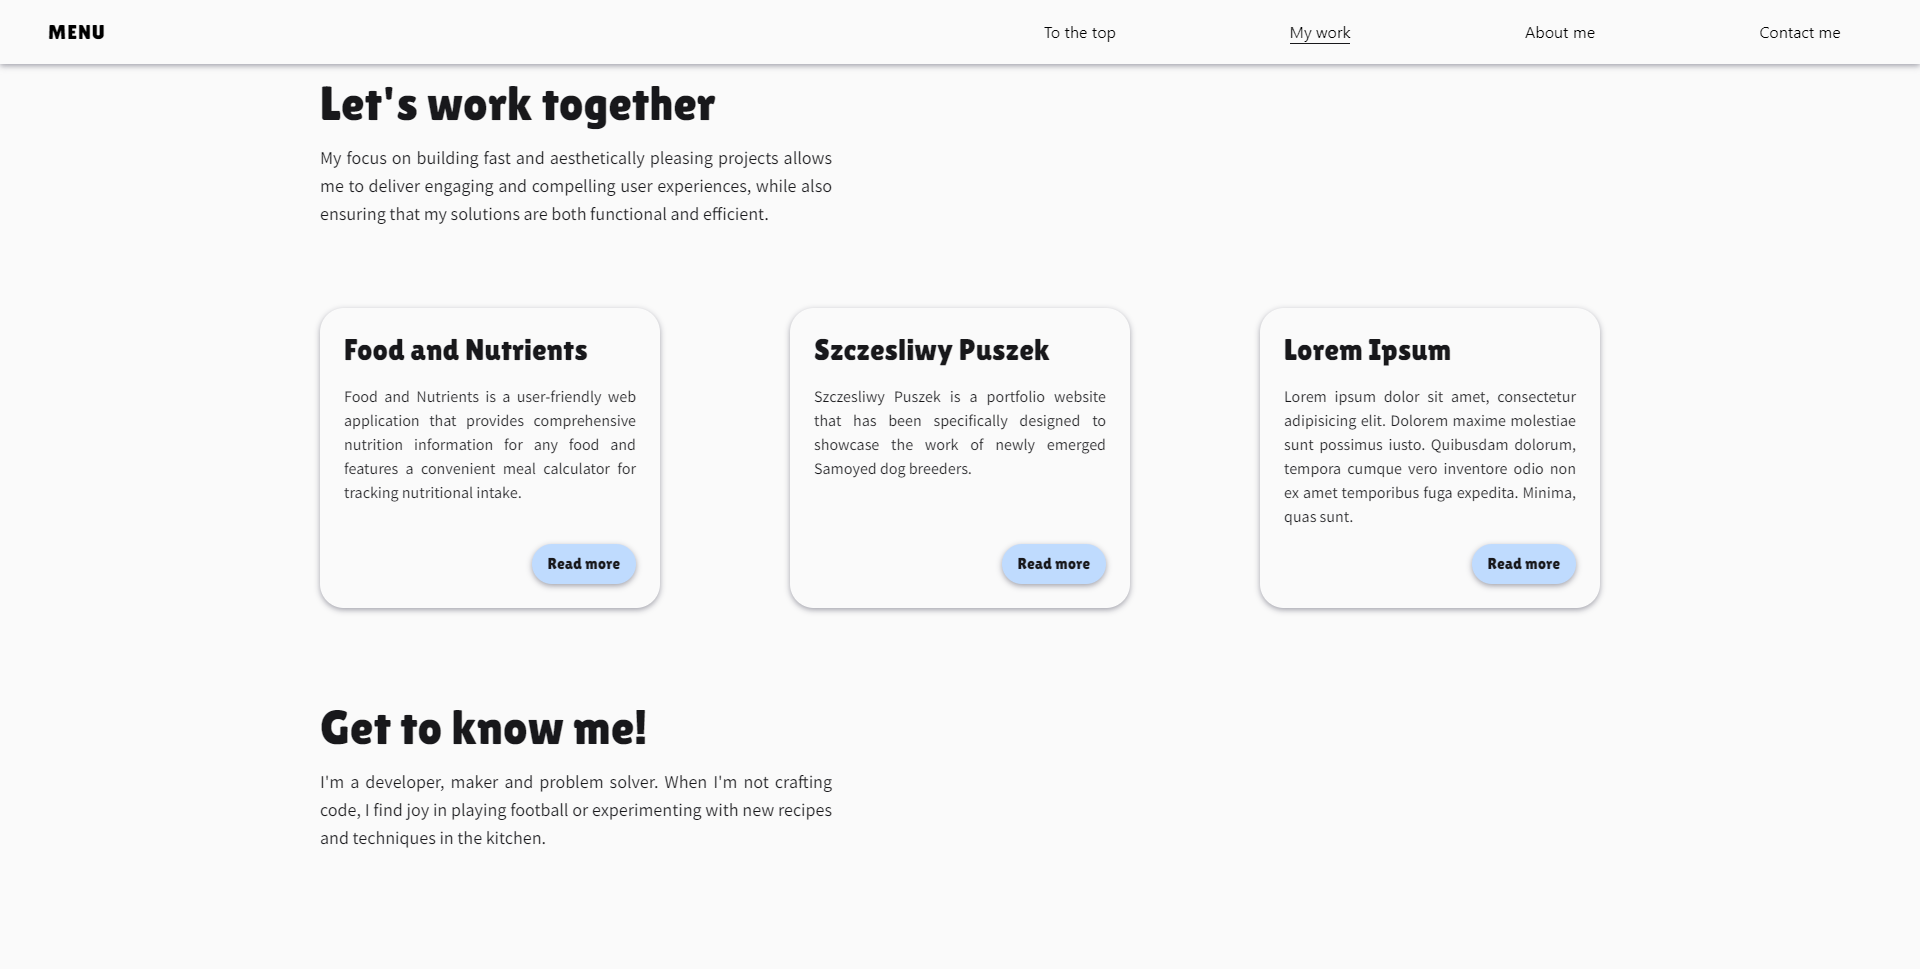 MENU
To the top
My work
About me
Contact me
Let's work together
My focus on building fast and aesthetically pleasing projects allows
me to deliver engaging and compelling user experiences, while also
ensuring that my solutions are both functional and efficient.
Food and Nutrients
Food and Nutrients is a user-friendly web
application that provides comprehensive
nutrition information for any food and
features a convenient meal calculator for
tracking nutritional intake.
Read more
Szczesliwy Puszek
Szczesliwy Puszek is a portfolio website
that has been specifically designed to
showcase the work of newly emerged
Samoyed dog breeders.
Read more
Lorem Ipsum
Lorem ipsum dolor sit amet, consectetur
adipisicing elit. Dolorem maxime molestiae
sunt possimus iusto. Quibusdam dolorum,
tempora cumque vero inventore odio non
ex amet temporibus fuga expedita. Minima,
quas sunt.
Read more
Get to know me!
I'm a developer, maker and problem solver. When I'm not crafting
code, I find joy in playing football or experimenting with new recipes
and techniques in the kitchen.